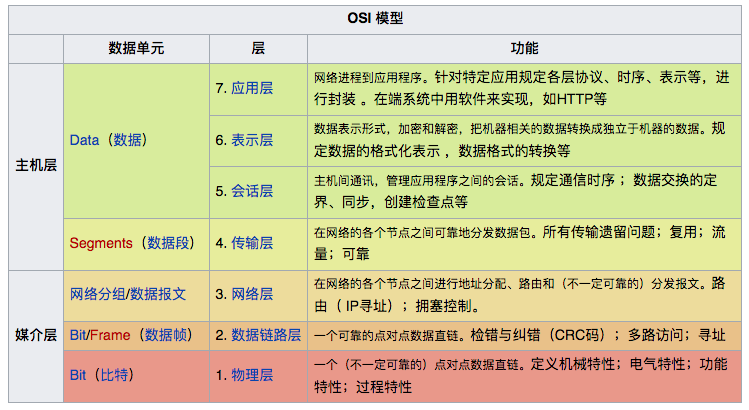 OSI 模型
数据单元 层 功能
主机层 Data（数据） 7. 应用层 网络进程到应用程序。针对特定应用规定各层协议、时序、表示等，进
行封装 。在端系统中用软件来实现，如HTTP等
6. 表示层 数据表示形式，加密和解密，把机器相关的数据转换成独立于机器的数据。规
定数据的格式化表示 ，数据格式的转换等
5. 会话层 主机间通讯，管理应用程序之间的会话。规定通信时序 ；数据交换的定
界、同步，创建检查点等
Segments（数据段） 4. 传输层 在网络的各个节点之间可靠地分发数据包。所有传输遗留问题；复用；流
量；可靠
媒介层 网络分组/数据报文 3. 网络层 在网络的各个节点之间进行地址分配、路由和（不一定可靠的）分发报文。路
由（ IP寻址）；拥塞控制。
Bit/Frame（数据帧） 2. 数据链路层 一个可靠的点对点数据直链。检错与纠错（CRC码）；多路访问；寻址
Bit（比特） 1. 物理层 一个（不一定可靠的）点对点数据直链。定义机械特性；电气特性；功能
特性；过程特性